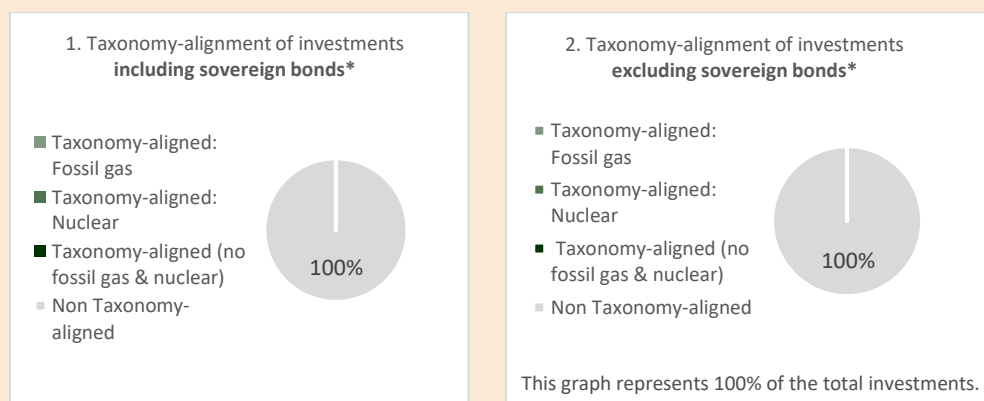 1. Taxonomy-alignment of investments
including sovereign bonds*
Taxonomy-aligned:
Fossil gas
Taxonomy-aligned:
Nuclear
Taxonomy-aligned (no
fossil gas & nuclear)
Non Taxonomy-
aligned
100%
2. Taxonomy-alignment of investments
excluding sovereign bonds*
Taxonomy-aligned:
Fossil gas
Taxonomy-aligned:
Nuclear
Taxonomy-aligned (no
fossil gas & nuclear)
Non Taxonomy-aligned
100%
This graph represents 100% of the total investments.